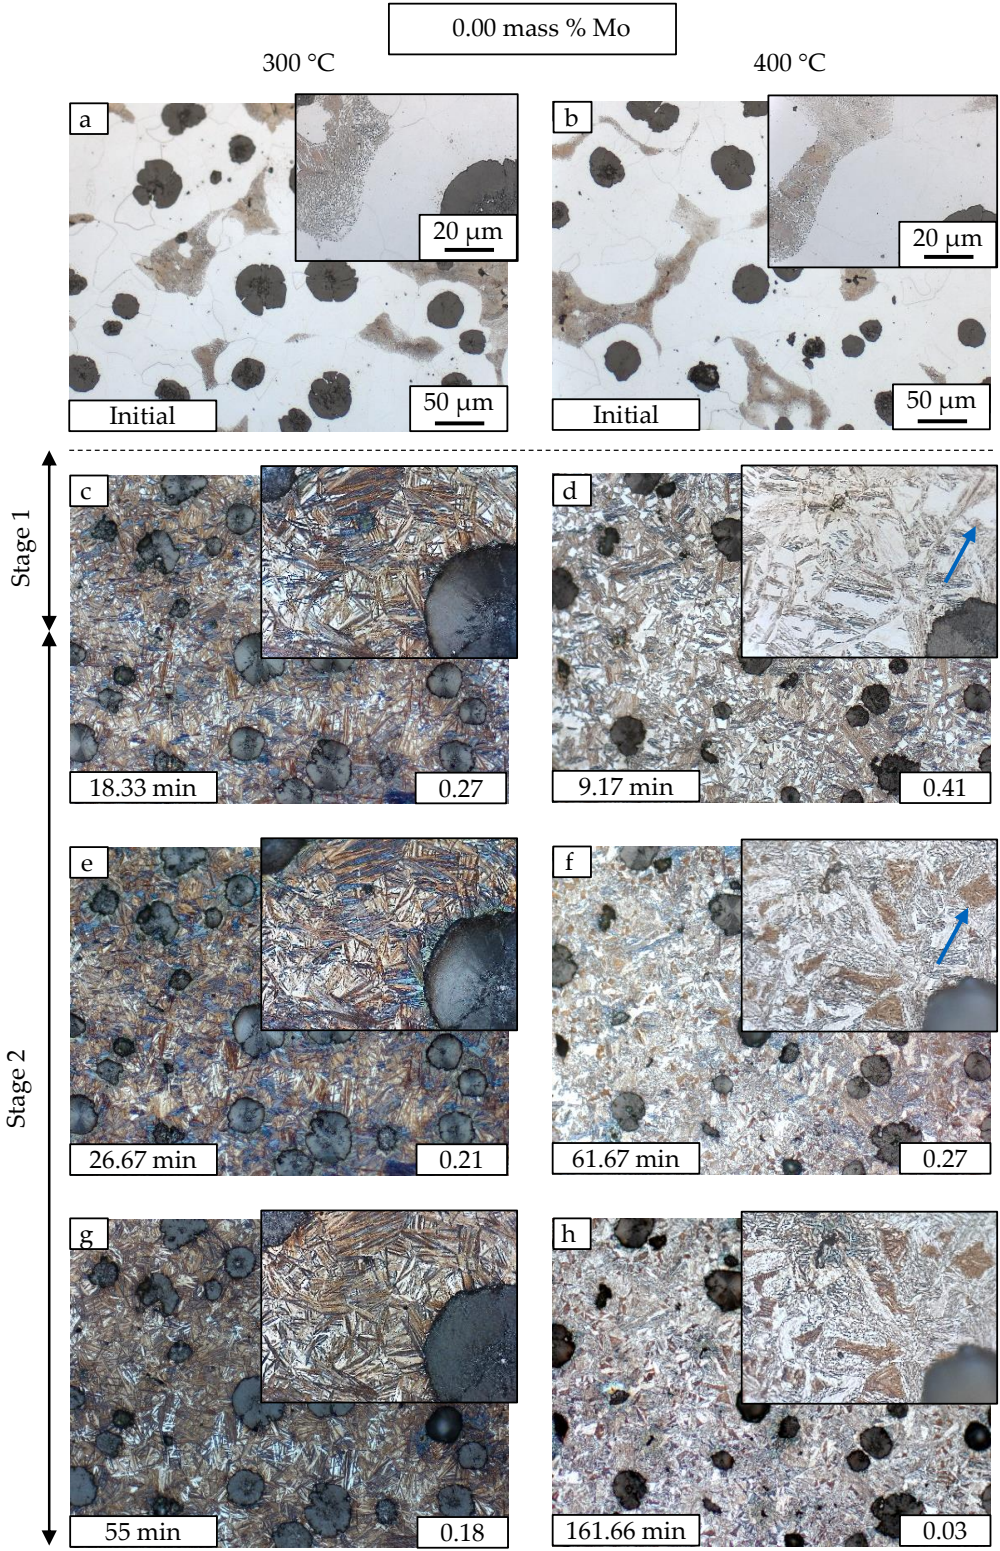 0.00 mass % Mo
300 °C
400 °C
a
20 µm
Initial
50 µm
b
20 µm
Initial
50 µm
Stage 1
c
18.33 min
0.27
d
9.17 min
0.41
Stage 2
e
26.67 min
0.21
f
61.67 min
0.27
g
55 min
0.18
h
161.66 min
0.03